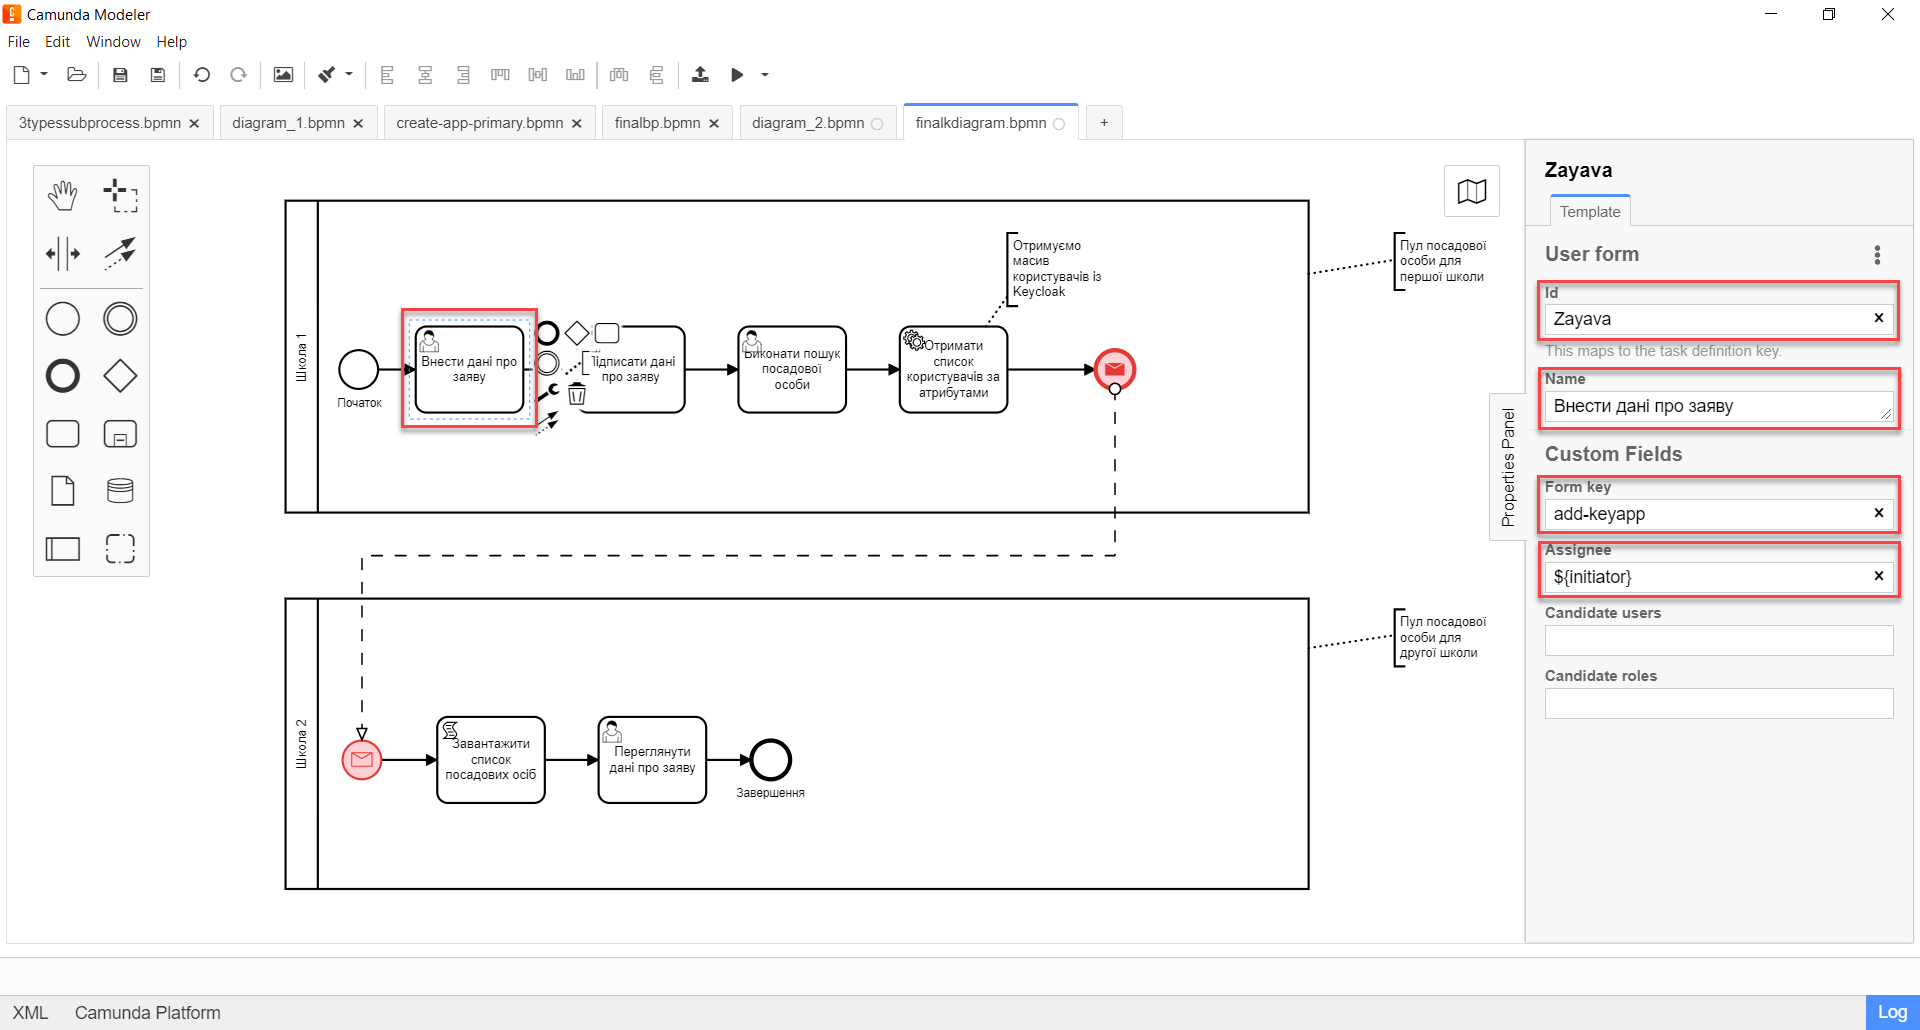 Camunda Modeler
File Edit Window Help
3typessubprocess.bpmn
diagram_1.bpmn
create-app-primary.bpmn
finalbp.bpmn
diagram_2.bpmn
finalkdiagram.bpmn
+
Школа 1
Початок
Внести дані про
заяву
Підписати дані
про заяву
Виконати пошук
посадової
особи
Отримати
список
користувачів за
атрибутами
Отримуємо
масив
користувачів із
Keycloak
Пул посадової
особи для
першої школи
Школа 2
Завантажити
список
посадових осіб
Переглянути
дані про заяву
Завершення
Пул посадової
особи для
другої школи
Properties Panel
Zayava
Template
User form
Id
Zayava
This maps to the task definition key.
Name
Внести дані про заяву
Custom Fields
Form key
add-keyapp
Assignee
${initiator}
Candidate users
Candidate roles
XML
Camunda Platform
Log